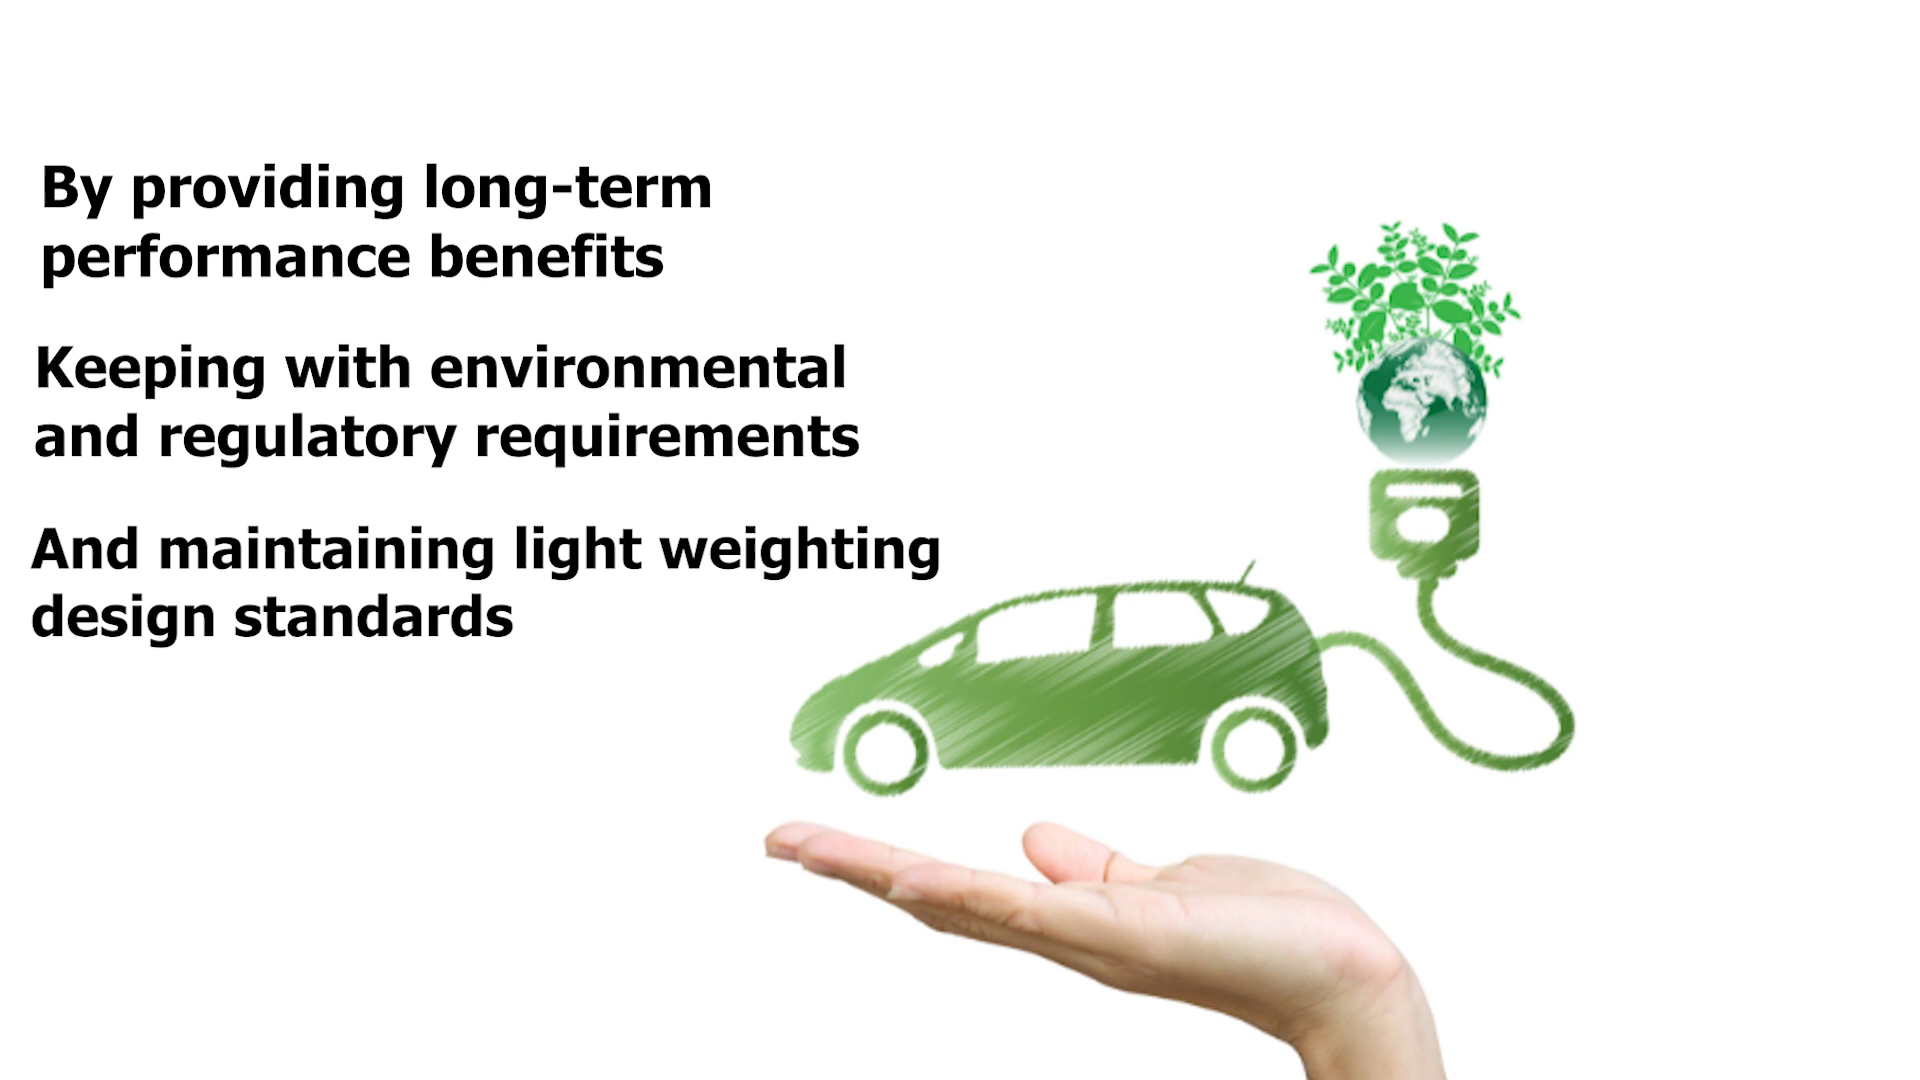 By providing long-term
performance benefits
Keeping with environmental
and regulatory requirements
And maintaining light weighting
design standards